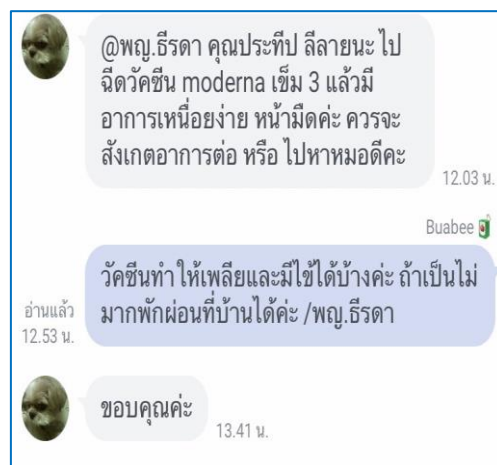 @พญ.ธีรดา คุณประทีป ลีลายนะ ไป
ฉีดวัคซีน moderna เข็ม 3 แล้วมี
อาการเหนื่อยง่าย หน้ามืดค่ะ ควรจะ
สังเกตอาการต่อ หรือ ไปหาหมอดีคะ
12.03 น.
Buabee
วัคซีนทำให้เพลียและมีไข้ได้บ้างค่ะ ถ้าเป็นไม่
มากพักผ่อนที่บ้านได้ค่ะ /พญ.ธีรดา
อ่านแล้ว
12.53 น.
ขอบคุณค่ะ
13.41 น.